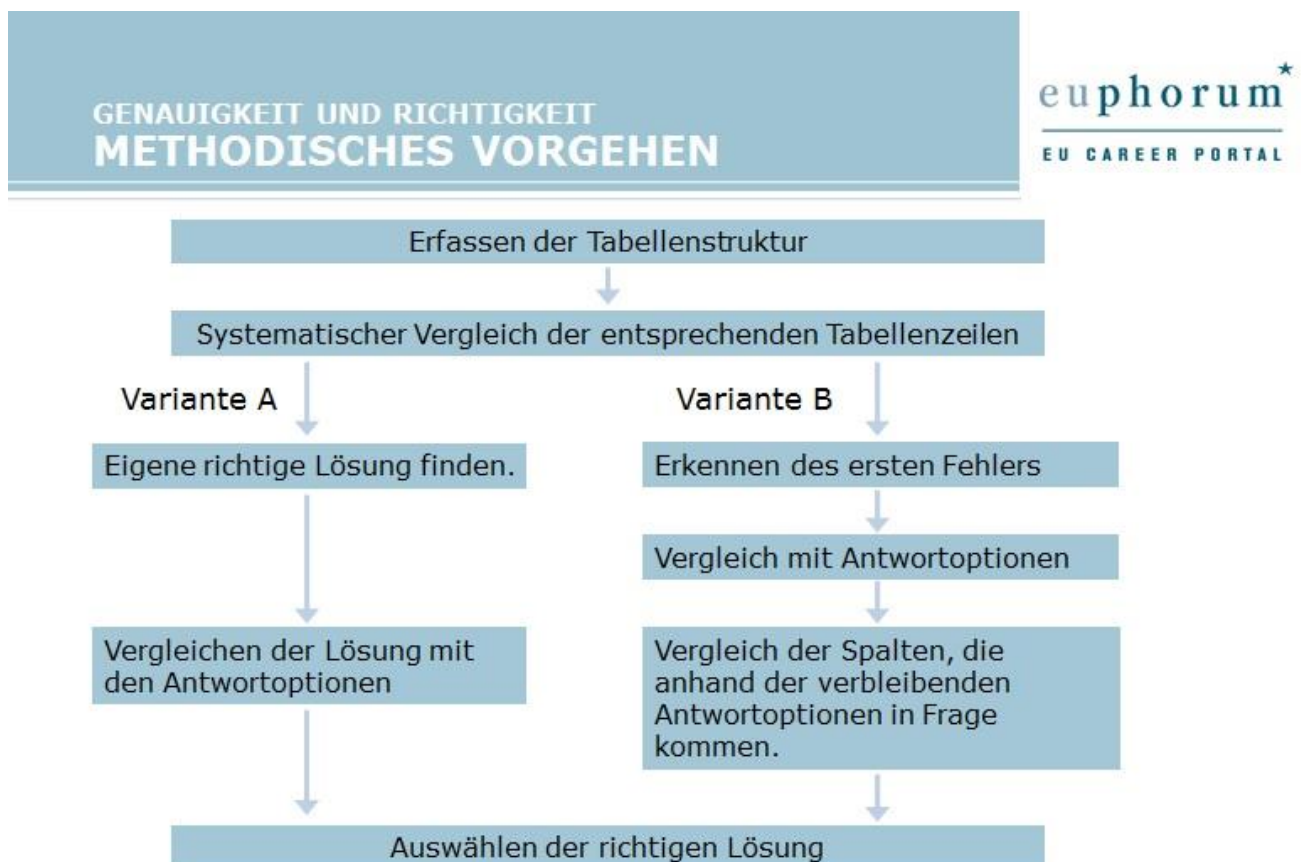 GENAUIGKEIT UND RICHTIGKEIT
METHODISCHES VORGEHEN
euphorum*
EU CAREER PORTAL
Erfassen der Tabellenstruktur
Systematischer Vergleich der entsprechenden Tabellenzeilen
Variante A
Eigene richtige Lösung finden.
Vergleichen der Lösung mit
den Antwortoptionen
Variante B
Erkennen des ersten Fehlers
Vergleich mit Antwortoptionen
Vergleich der Spalten, die
anhand der verbleibenden
Antwortoptionen in Frage
kommen.
Auswählen der richtigen Lösung